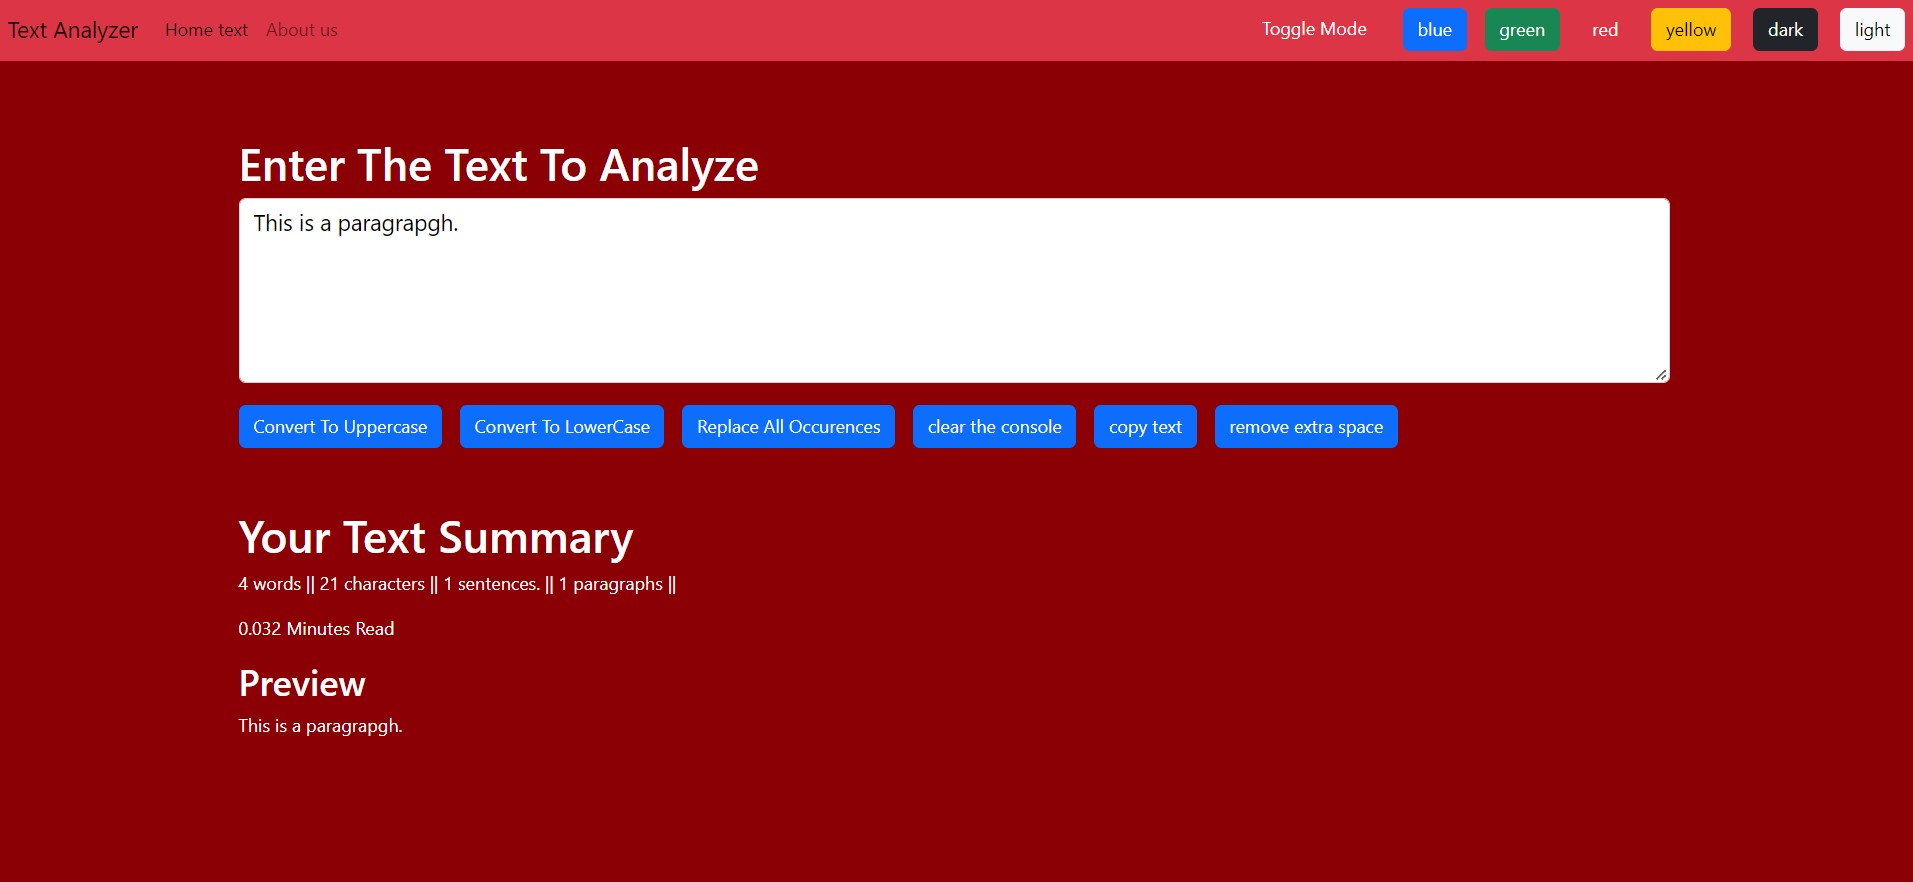 Text Analyzer Home text About us Toggle Mode blue green red yellow dark light
Enter The Text To Analyze
This is a paragrapgh.
Convert To Uppercase Convert To LowerCase Replace All Occurences clear the console copy text remove extra space
Your Text Summary
4 words || 21 characters || 1 sentences. || 1 paragraphs ||
0.032 Minutes Read
Preview
This is a paragrapgh.